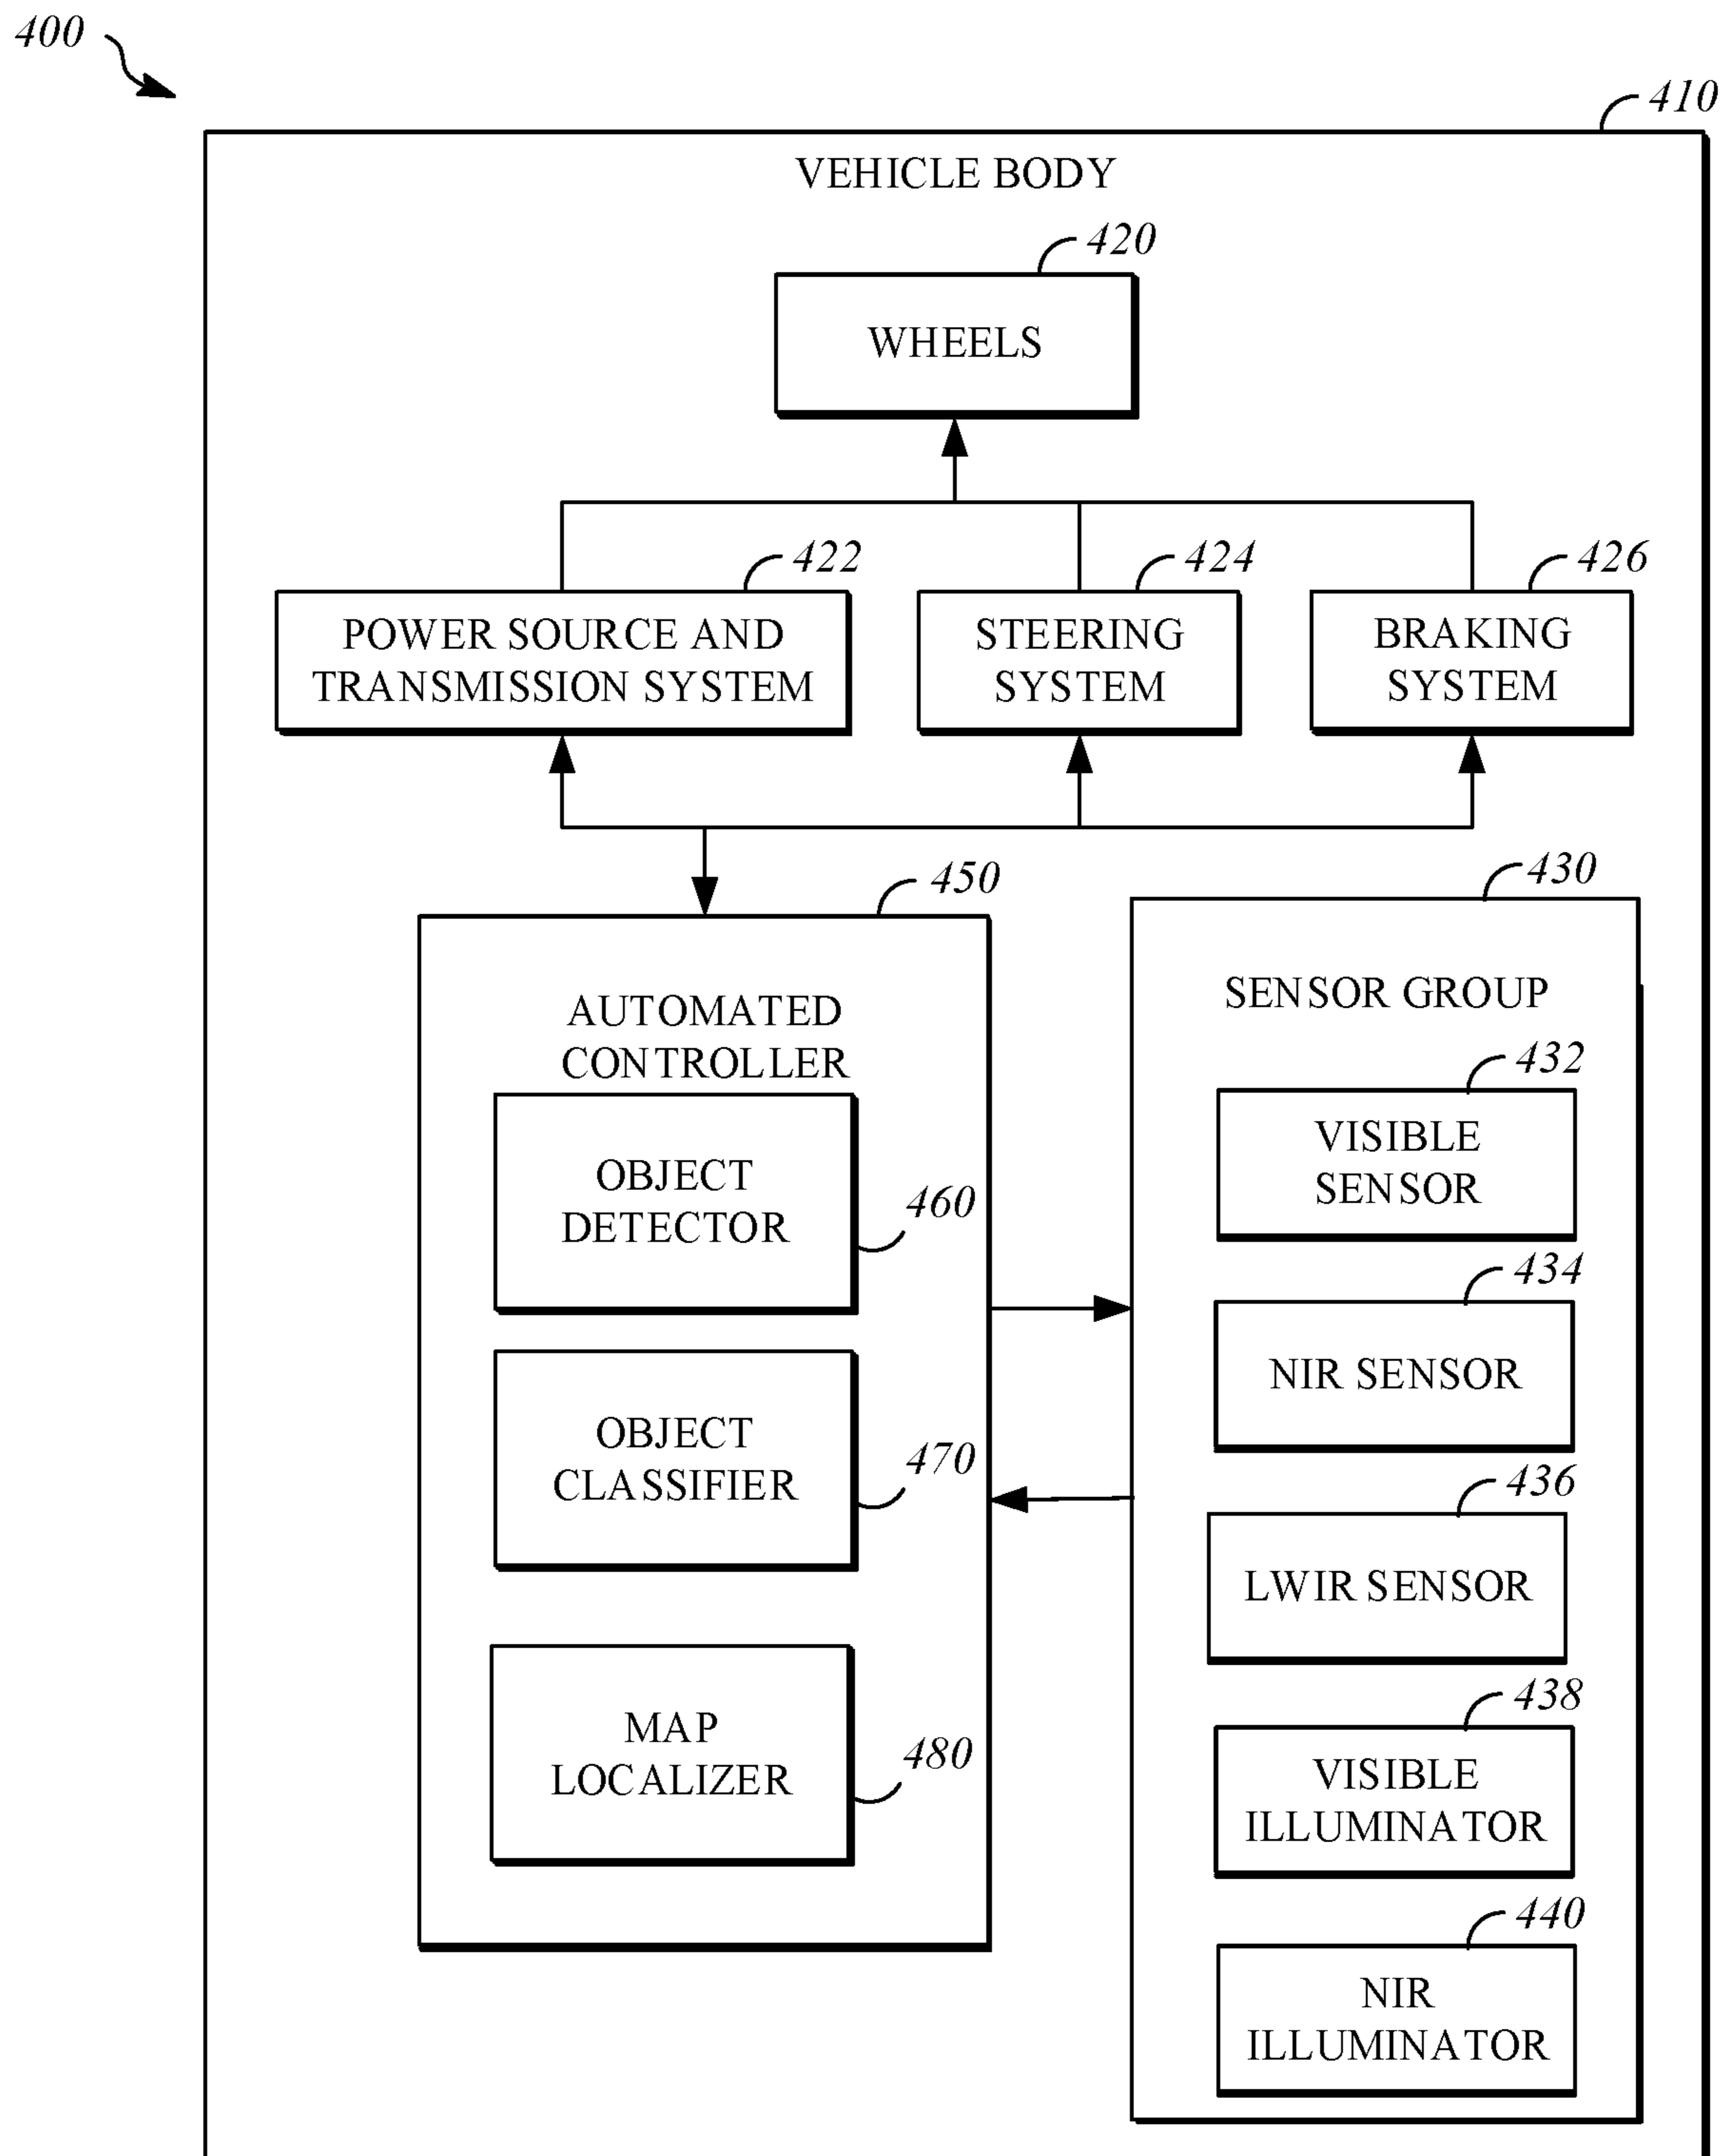 400
410
VEHICLE BODY
420
WHEELS
422
424
426
POWER SOURCE AND
TRANSMISSION SYSTEM
STEERING
SYSTEM
BRAKING
SYSTEM
450
AUTOMATED
CONTROLLER
OBJECT
DETECTOR
460
OBJECT
CLASSIFIER
470
MAP
LOCALIZER
480
430
SENSOR GROUP
432
VISIBLE
SENSOR
434
NIR SENSOR
436
LWIR SENSOR
438
VISIBLE
ILLUMINATOR
440
NIR
ILLUMINATOR